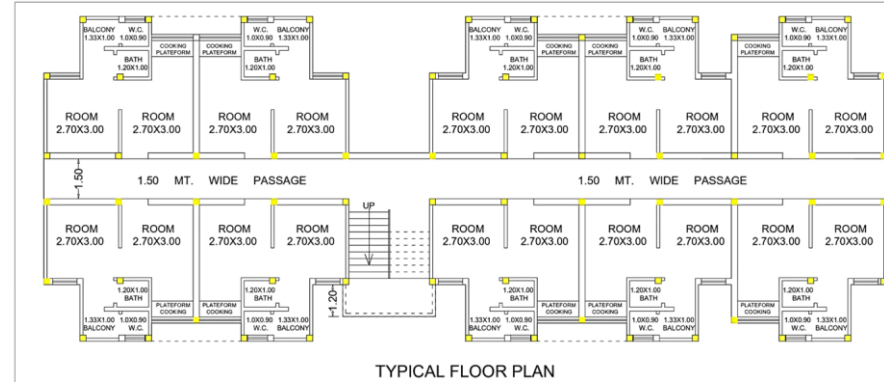 BALCONY W.C. W.C. BALCONY BALCONY W.C. W.C. BALCONY W.C. BALCONY
1.33X1.00 1.0X0.90 1.0X0.90 1.33X1.00 1.33X1.00 1.0X0.90 1.0X0.90 1.33X1.00 1.0X0.90 1.33X1.00
COOKING COOKING COOKING COOKING COOKING
PLATEFORM PLATEFORM PLATEFORM PLATEFORM PLATEFORM
BATH BATH BATH BATH BATH
1.20X1.00 1.20X1.00 1.20X1.00 1.20X1.00 1.20X1.00
ROOM ROOM ROOM ROOM ROOM ROOM ROOM ROOM ROOM ROOM
2.70X3.00 2.70X3.00 2.70X3.00 2.70X3.00 2.70X3.00 2.70X3.00 2.70X3.00 2.70X3.00 2.70X3.00 2.70X3.00
1.50
1.50 MT. WIDE PASSAGE 1.50 MT. WIDE PASSAGE
UP
ROOM ROOM ROOM ROOM ROOM ROOM ROOM ROOM ROOM ROOM
2.70X3.00 2.70X3.00 2.70X3.00 2.70X3.00 2.70X3.00 2.70X3.00 2.70X3.00 2.70X3.00 2.70X3.00 2.70X3.00
1.20X1.00 1.20X1.00 1.20X1.00 1.20X1.00 1.20X1.00
BATH BATH BATH BATH BATH
1.20
PLATEFORM PLATEFORM PLATEFORM PLATEFORM PLATEFORM
COOKING COOKING COOKING COOKING COOKING
1.33X1.00 1.0X0.90 1.0X0.90 1.33X1.00 1.33X1.00 1.0X0.90 1.0X0.90 1.33X1.00 1.0X0.90 1.33X1.00
BALCONY W.C. W.C. BALCONY BALCONY W.C. W.C. BALCONY W.C. BALCONY
TYPICAL FLOOR PLAN